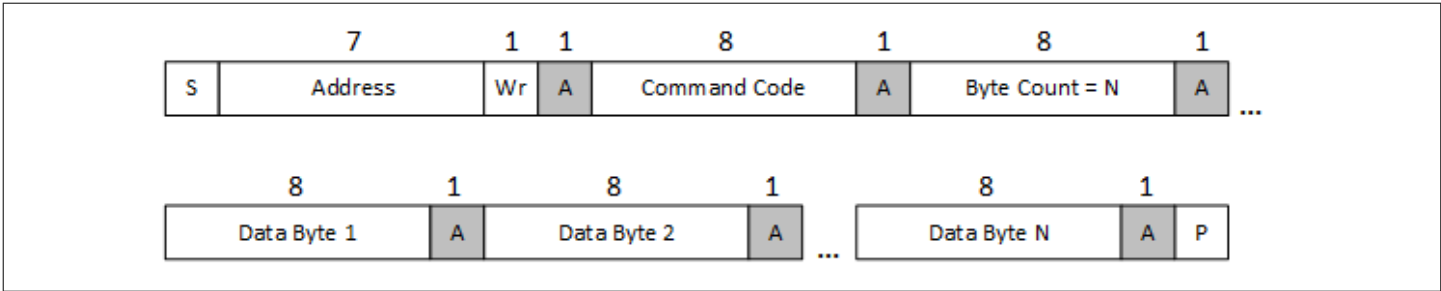 7 1 1 8 1 8 1
S Address Wr A Command Code A Byte Count = N A ...
8 1 8 1 8 1
Data Byte 1 A Data Byte 2 A ... Data Byte N A P